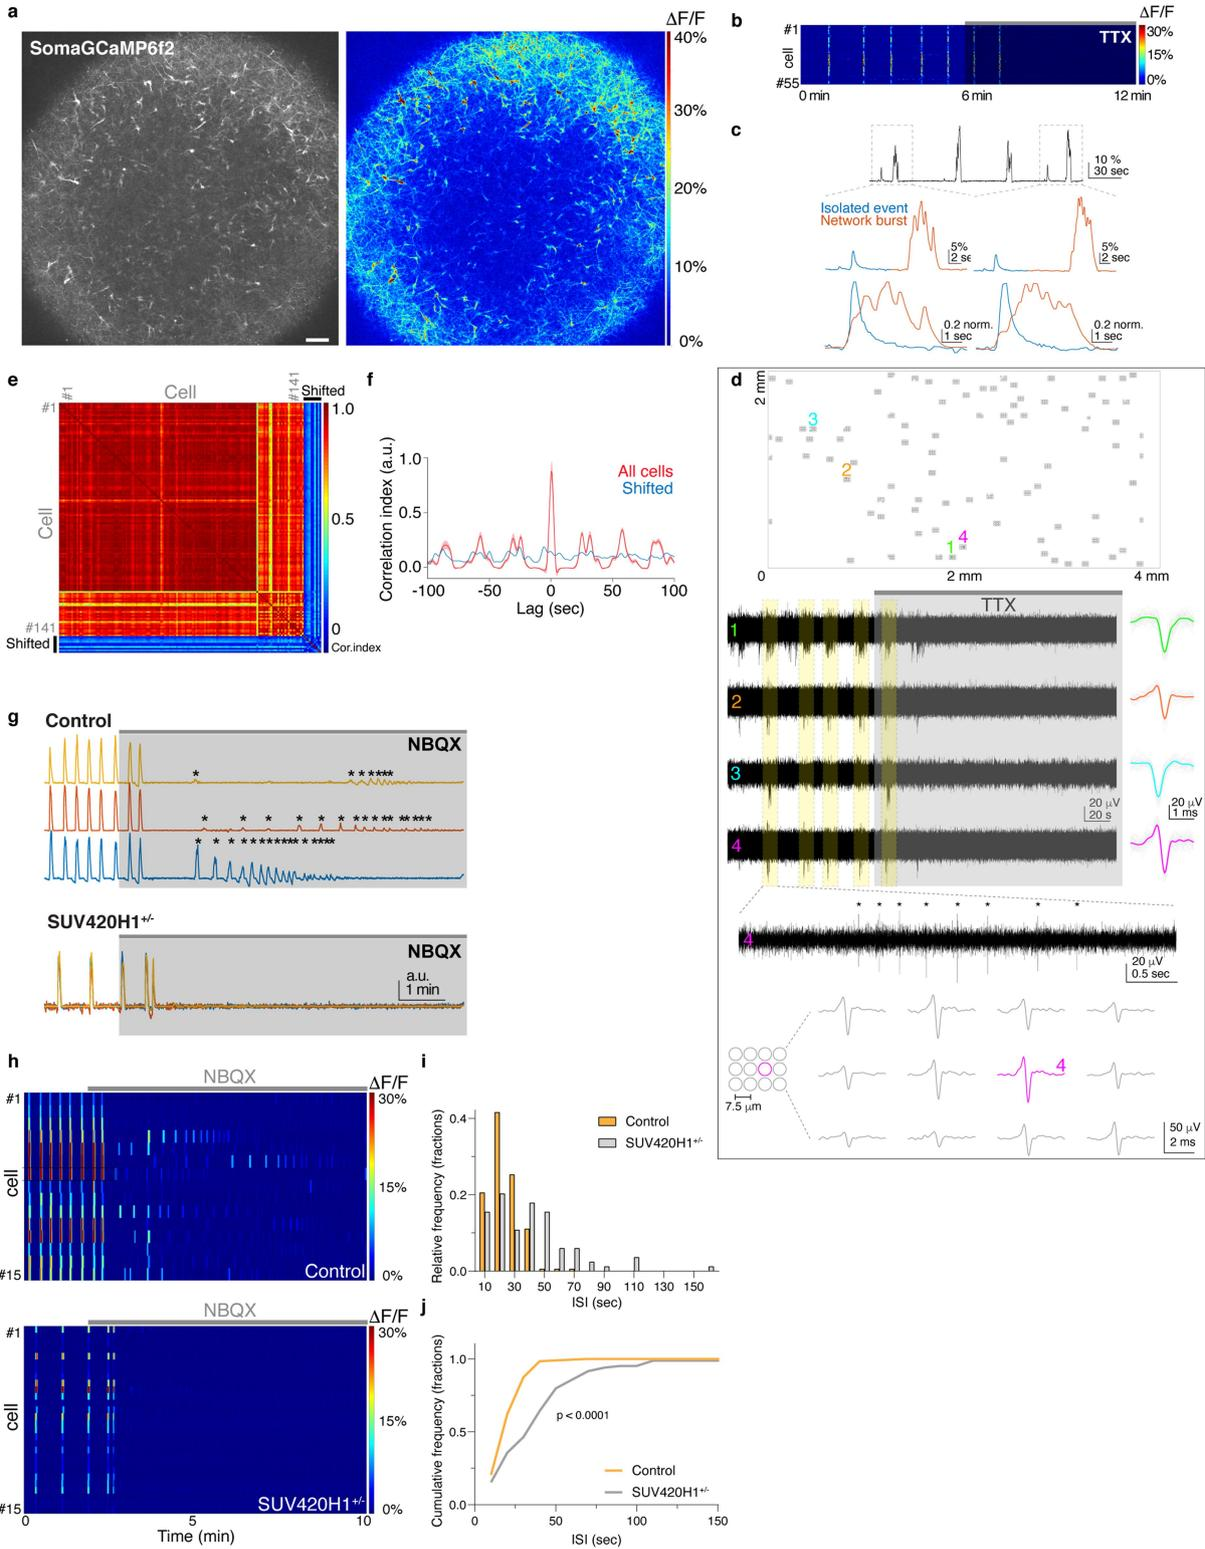 a
SomaGCaMP6f2
ΔF/F
40%
30%
20%
10%
0%
b
ΔF/F
#1
cell
#55
TTX
30%
15%
0%
0 min
6 min
12 min
c
10 %
30 sec
Isolated event
Network burst
5%
2 se
5%
2 sec
0.2 norm.
1 sec
0.2 norm.
1 sec
e
Cell
#1
#141
Shifted
#1
Cell
#141
Shifted
1.0
0.5
0
Cor.index
f
Correlation index (a.u.)
1.0
0.5
0.0
All cells
Shifted
-100
-50
0
50
100
Lag (sec)
d
2 mm
3
2
1
4
0
2 mm
4 mm
TTX
1
2
3
4
20 µV
20 s
20 µV
1 ms
* * * * * * * *
4
20 µV
0.5 sec
4
7.5 µm
50 µV
2 ms
g
Control
NBQX
SUV420H1+/-
NBQX
a.u.
1 min
h
NBQX
ΔF/F
#1
cell
#15
Control
30%
15%
0%
NBQX
ΔF/F
#1
cell
#15
SUV420H1+/-
30%
15%
0%
0
5
10
Time (min)
i
Relative frequency (fractions)
0.4
0.2
0.0
Control
SUV420H1+/-
10
30
50
70
90
110
130
150
ISI (sec)
j
Cumulative frequency (fractions)
1.0
0.5
0.0
p < 0.0001
Control
SUV420H1+/-
0
50
100
150
ISI (sec)